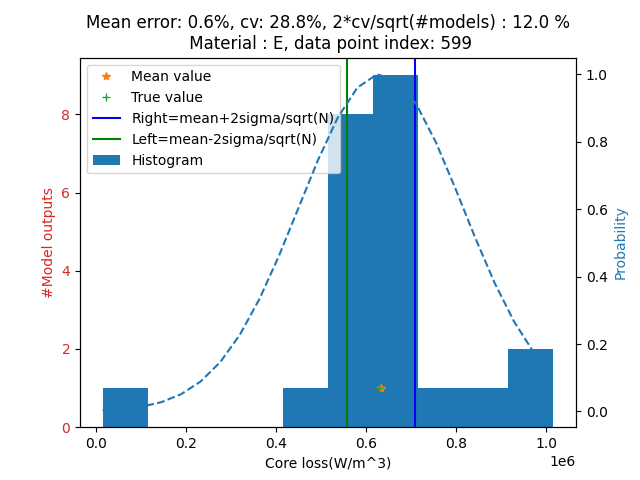 Mean error: 0.6%, cv: 28.8%, 2*cv/sqrt(#models) : 12.0 %
Material : E, data point index: 599
Mean value
True value
Right=mean+2sigma/sqrt(N)
Left=mean-2sigma/sqrt(N)
Histogram
#Model outputs
8
6
4
2
0
1.0
0.8
0.6
0.4
0.2
0.0
Probability
0.0 0.2 0.4 0.6 0.8 1.0
1e6
Core loss(W/m^3)